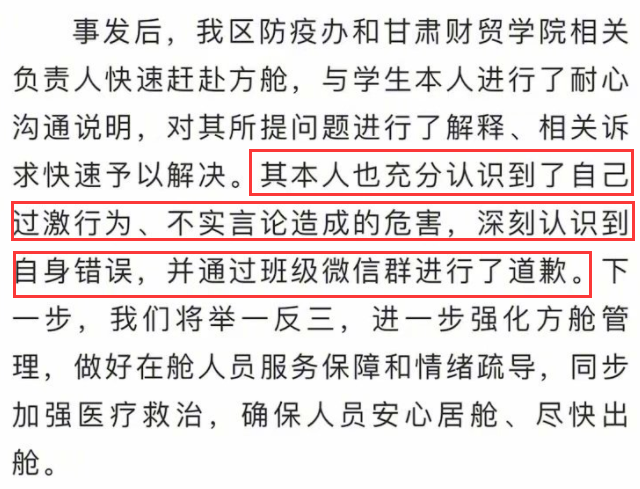 事发后，我区防疫办和甘肃财贸学院相关
负责人快速赶赴方舱，与学生本人进行了耐心
沟通说明，对其所提问题进行了解释、相关诉
求快速予以解决。其本人也充分认识到了自己
过激行为、不实言论造成的危害，深刻认识到
自身错误，并通过班级微信群进行了道歉。下
一步，我们将举一反三，进一步强化方舱管
理，做好在舱人员服务保障和情绪疏导，同步
加强医疗救治，确保人员安心居舱、尽快出
舱。